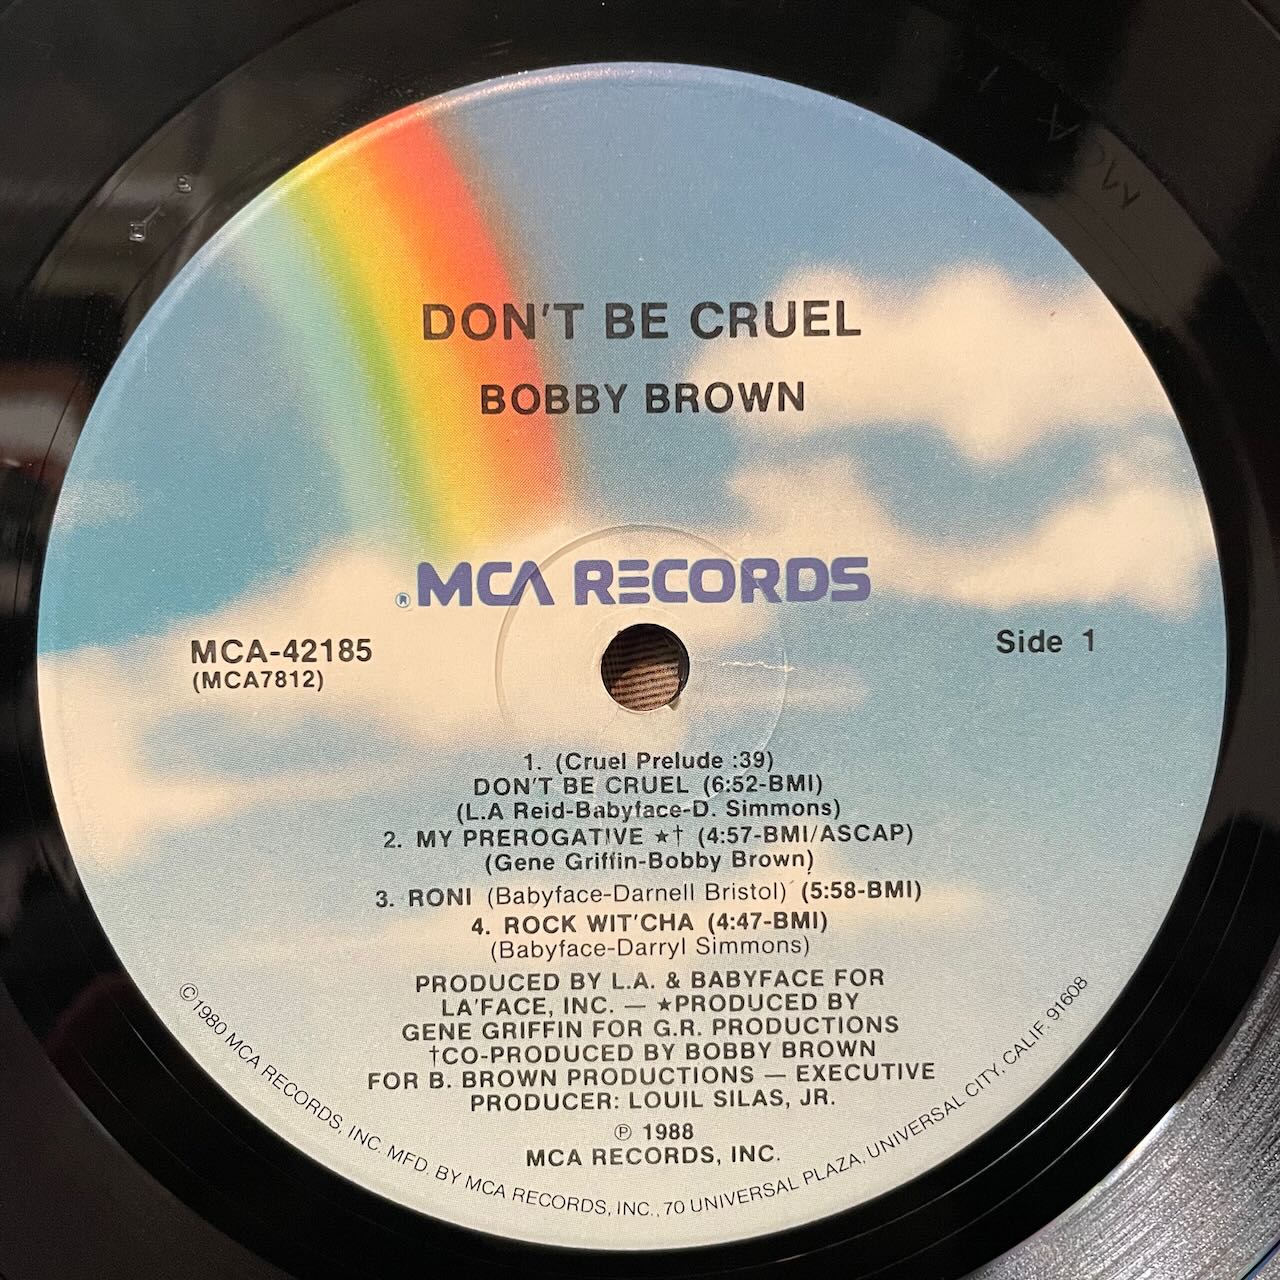 DON'T BE CRUEL
BOBBY BROWN
®MCA RECORDS
MCA-42185
(MCA7812)
Side 1
1. (Cruel Prelude :39)
DON'T BE CRUEL (6:52-BMI)
(L.A Reid-Babyface-D. Simmons)
2. MY PREROGATIVE ★† (4:57-BMI/ASCAP)
(Gene Griffin-Bobby Brown)
3. RONI (Babyface-Darnell Bristol) (5:58-BMI)
4. ROCK WIT'CHA (4:47-BMI)
(Babyface-Darryl Simmons)
PRODUCED BY L.A. & BABYFACE FOR
LA'FACE, INC. — ★PRODUCED BY
GENE GRIFFIN FOR G.R. PRODUCTIONS
†CO-PRODUCED BY BOBBY BROWN
FOR B. BROWN PRODUCTIONS — EXECUTIVE
PRODUCER: LOUIL SILAS, JR.
℗ 1988
MCA RECORDS, INC.
©1980 MCA RECORDS, INC. MFD. BY MCA RECORDS, INC., 70 UNIVERSAL PLAZA, UNIVERSAL CITY, CALIF. 91608